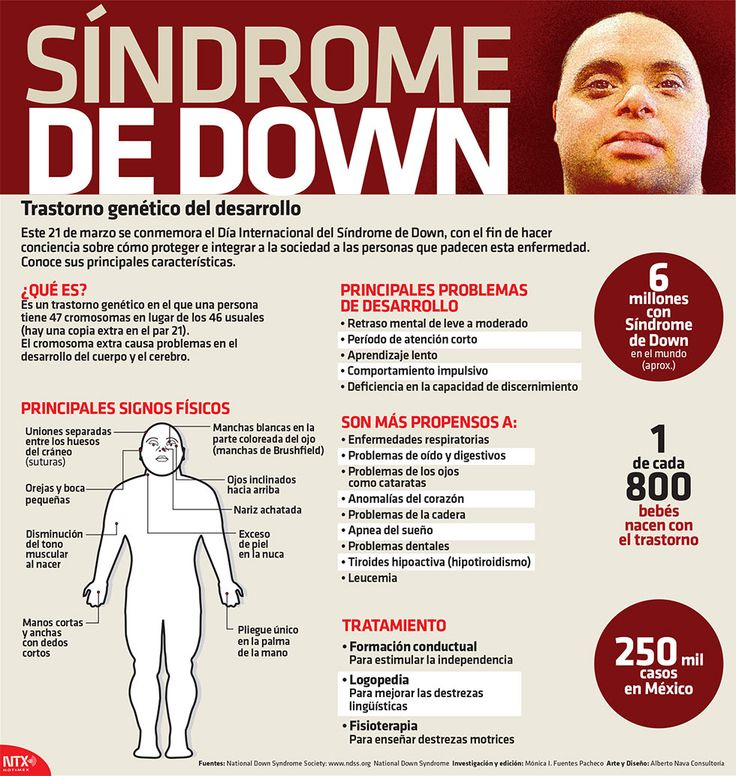 SÍNDROME
DE DOWN
Trastorno genético del desarrollo
Este 21 de marzo se conmemora el Día Internacional del Síndrome de Down, con el fin de hacer
conciencia sobre cómo proteger e integrar a la sociedad a las personas que padecen esta enfermedad.
Conoce sus principales características.
¿QUÉ ES?
Es un trastorno genético en el que una persona
tiene 47 cromosomas en lugar de los 46 usuales
(hay una copia extra en el par 21).
El cromosoma extra causa problemas en el
desarrollo del cuerpo y el cerebro.
PRINCIPALES PROBLEMAS
DE DESARROLLO
• Retraso mental de leve a moderado
• Período de atención corto
• Aprendizaje lento
• Comportamiento impulsivo
• Deficiencia en la capacidad de discernimiento
6
millones
con
Síndrome
de Down
en el mundo
(aprox.)
PRINCIPALES SIGNOS FÍSICOS
Uniones separadas
entre los huesos
del cráneo
(suturas)
Orejas y boca
pequeñas
Disminución
del tono
muscular
al nacer
Manos cortas
y anchas
con dedos
cortos
Manchas blancas en la
parte coloreada del ojo
(manchas de Brushfield)
Ojos inclinados
hacia arriba
Nariz achatada
Exceso
de piel
en la nuca
Pliegue único
en la palma
de la mano
SON MÁS PROPENSOS A:
• Enfermedades respiratorias
• Problemas de oído y digestivos
• Problemas de los ojos
como cataratas
• Anomalías del corazón
• Problemas de la cadera
• Apnea del sueño
• Problemas dentales
• Tiroides hipoactiva (hipotiroidismo)
• Leucemia
1
de cada
800
bebés
nacen con
el trastorno
TRATAMIENTO
• Formación conductual
Para estimular la independencia
• Logopedia
Para mejorar las destrezas
lingüísticas
• Fisioterapia
Para enseñar destrezas motrices
250 mil
casos
en México
NTX
NOTIMEX
Fuentes: National Down Syndrome Society: www.ndss.org National Down Syndrome Investigación y edición: Mónica I. Fuentes Pacheco Arte y Diseño: Alberto Nava Consultoría